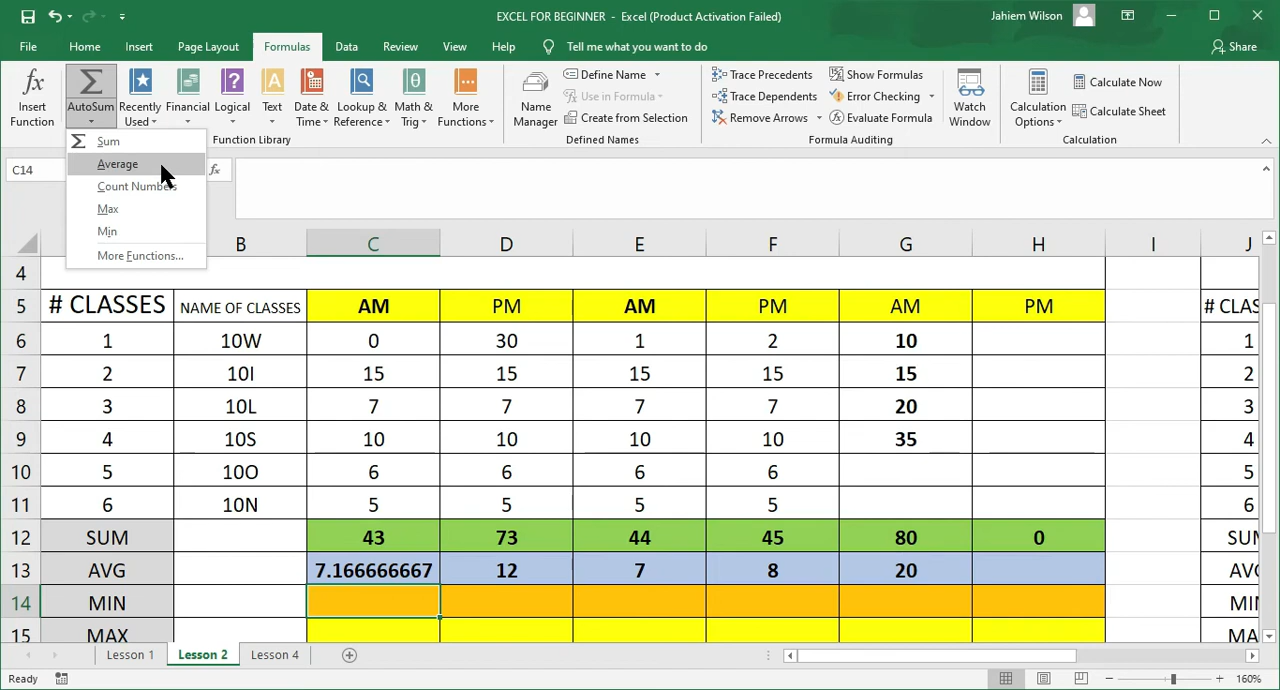 EXCEL FOR BEGINNER - Excel (Product Activation Failed)
Jahiem Wilson
File Home Insert Page Layout Formulas Data Review View Help Tell me what you want to do Share
Insert Function
AutoSum
Recently Used
Financial
Logical
Text
Date & Time
Lookup & Reference
Math & Trig
More Functions
Function Library
Name Manager
Define Name
Use in Formula
Create from Selection
Defined Names
Trace Precedents
Trace Dependents
Remove Arrows
Show Formulas
Error Checking
Evaluate Formula
Formula Auditing
Watch Window
Calculation Options
Calculate Now
Calculate Sheet
Calculation
Sum
Average
Count Numbers
Max
Min
More Functions...
C14 fx
B C D E F G H I J
4
5 # CLASSES NAME OF CLASSES AM PM AM PM AM PM # CLAS
6 1 10W 0 30 1 2 10 1
7 2 10I 15 15 15 15 15 2
8 3 10L 7 7 7 7 20 3
9 4 10S 10 10 10 10 35 4
10 5 10O 6 6 6 6 5
11 6 10N 5 5 5 5 6
12 SUM 43 73 44 45 80 0 SUM
13 AVG 7.166666667 12 7 8 20 AVG
14 MIN MIN
15 MAX MA
Lesson 1 Lesson 2 Lesson 4
Ready 160%